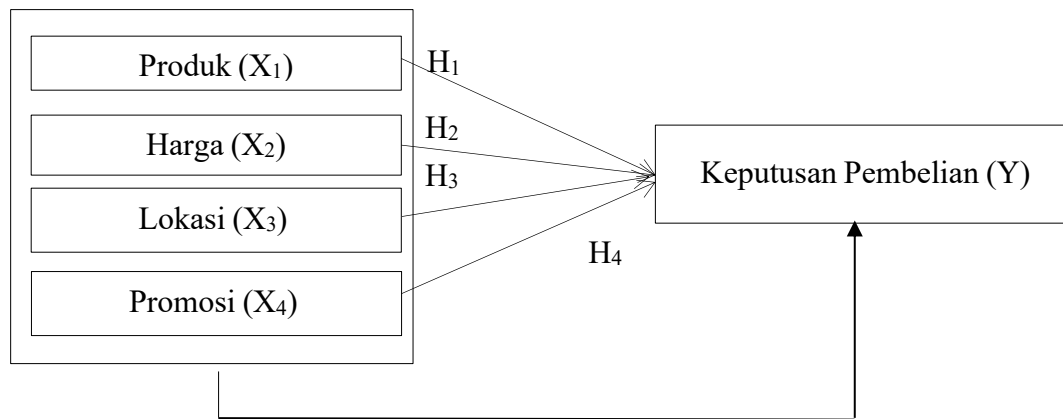 Produk (X₁)
H₁
Harga (X₂)
H₂
H₃
Lokasi (X₃)
Promosi (X₄)
H₄
Keputusan Pembelian (Y)